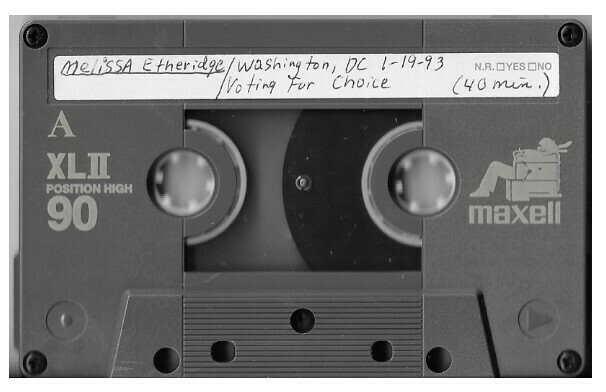 Melissa Etheridge/Washington, DC 1-19-93
N.R. ☐YES ☐NO
/Voting For Choice (40 min.)
A
XLII
POSITION HIGH
90
maxell